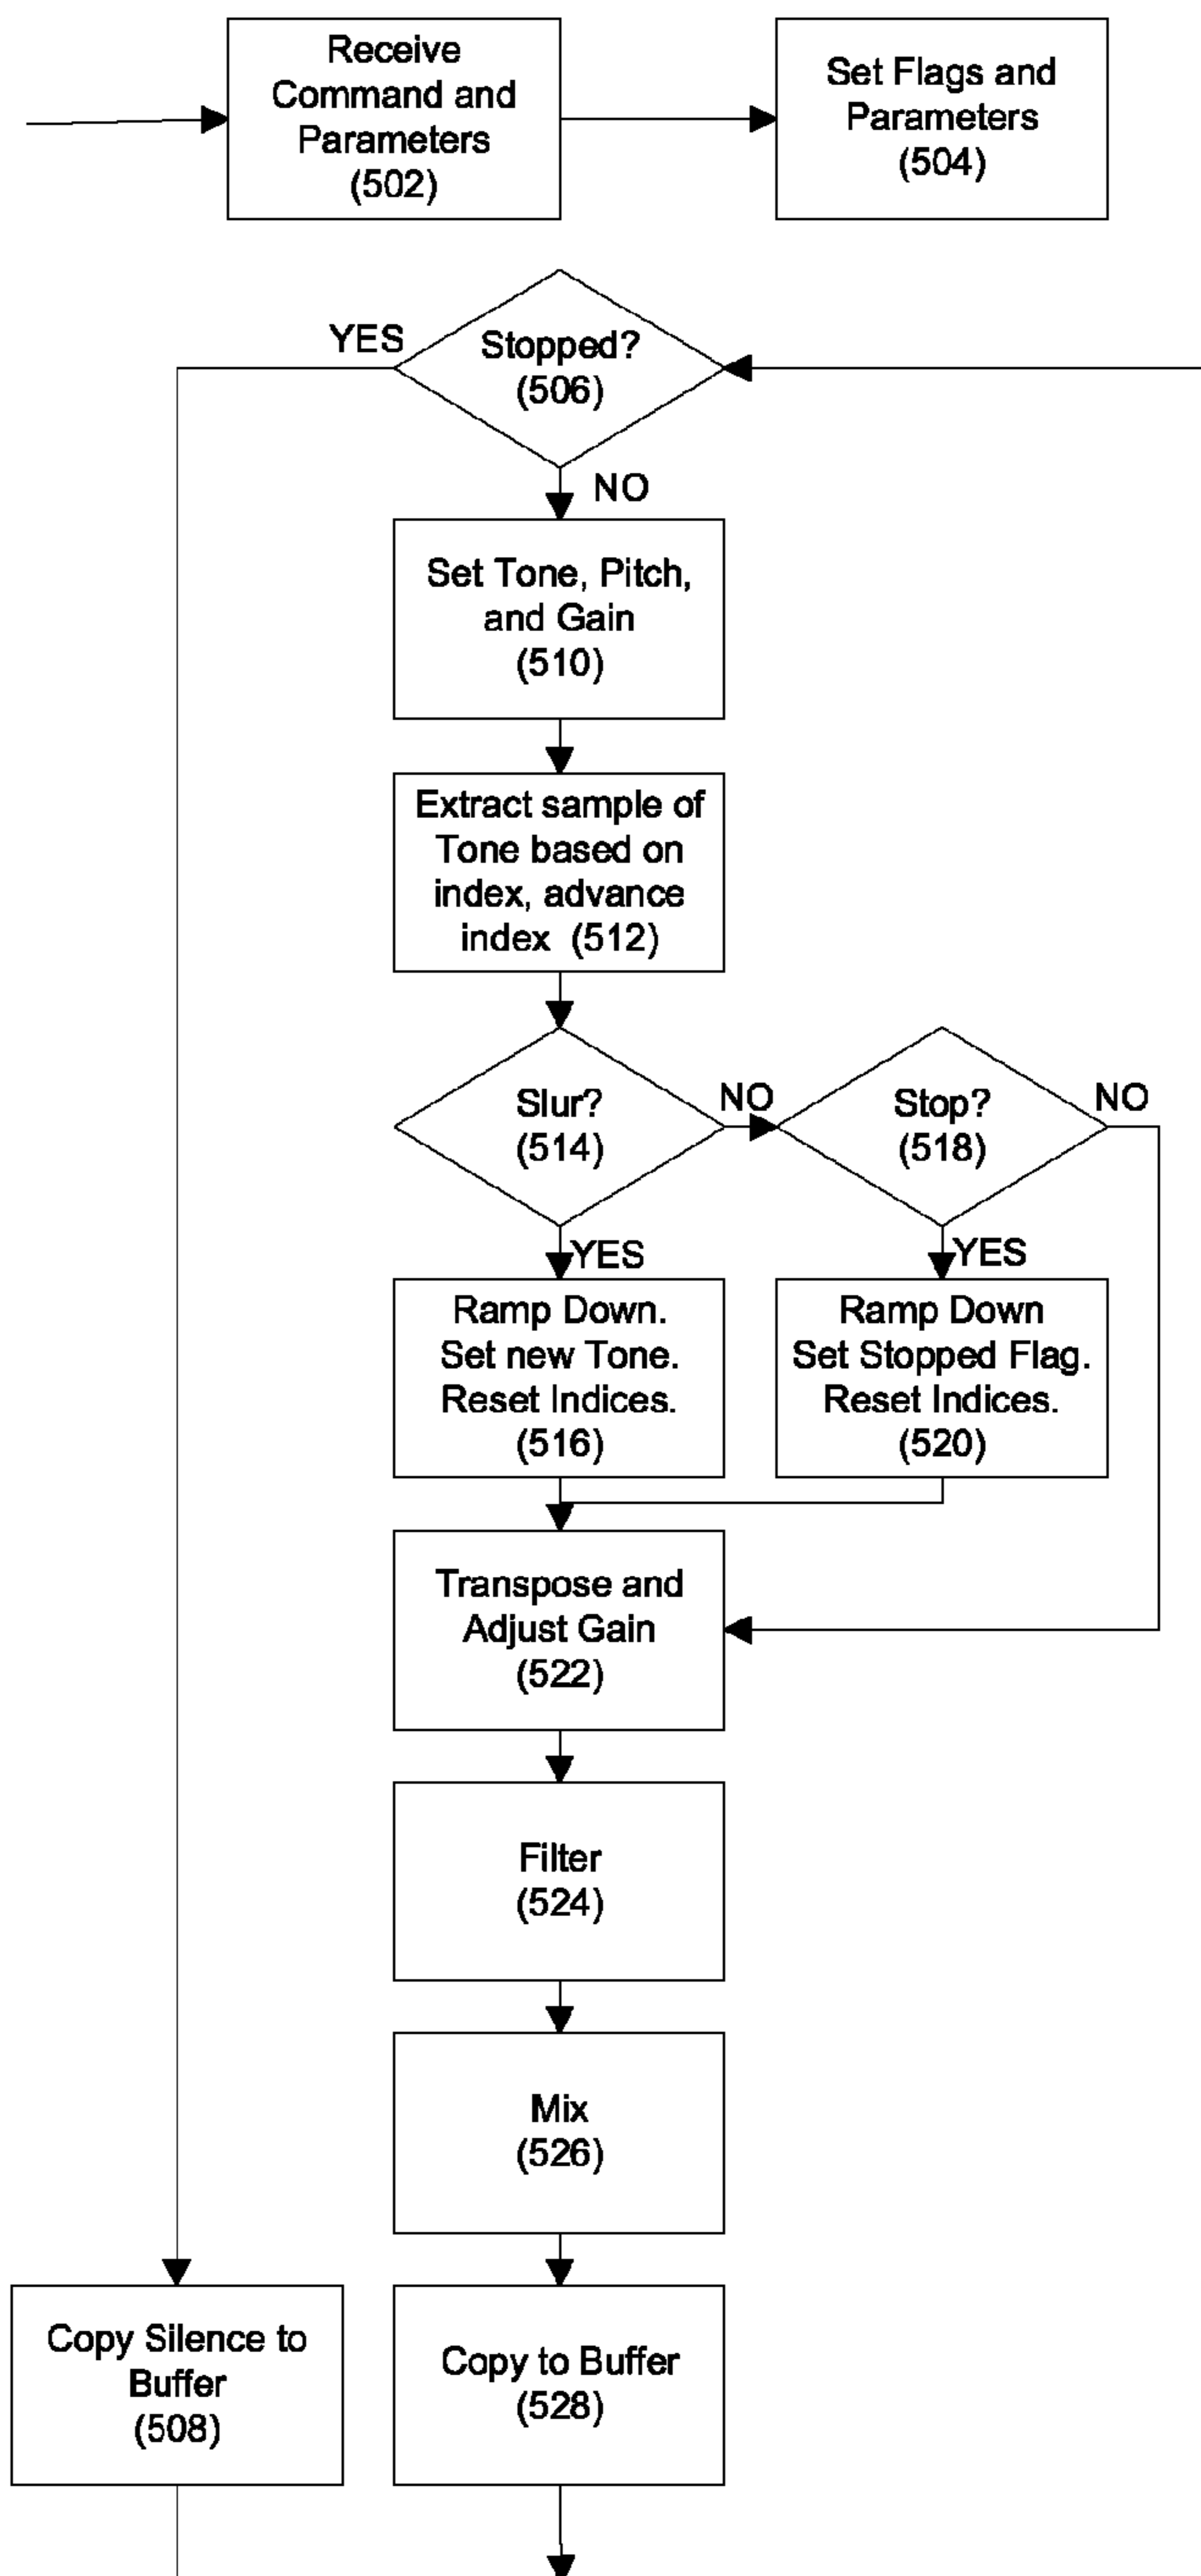 Receive
Command and
Parameters
(502)
Set Flags and
Parameters
(504)
YES
Stopped?
(506)
NO
Set Tone, Pitch,
and Gain
(510)
Extract sample of
Tone based on
index, advance
index (512)
Slur?
(514)
NO
Stop?
(518)
NO
YES
YES
Ramp Down.
Set new Tone.
Reset Indices.
(516)
Ramp Down
Set Stopped Flag.
Reset Indices.
(520)
Transpose and
Adjust Gain
(522)
Filter
(524)
Mix
(526)
Copy Silence to
Buffer
(508)
Copy to Buffer
(528)